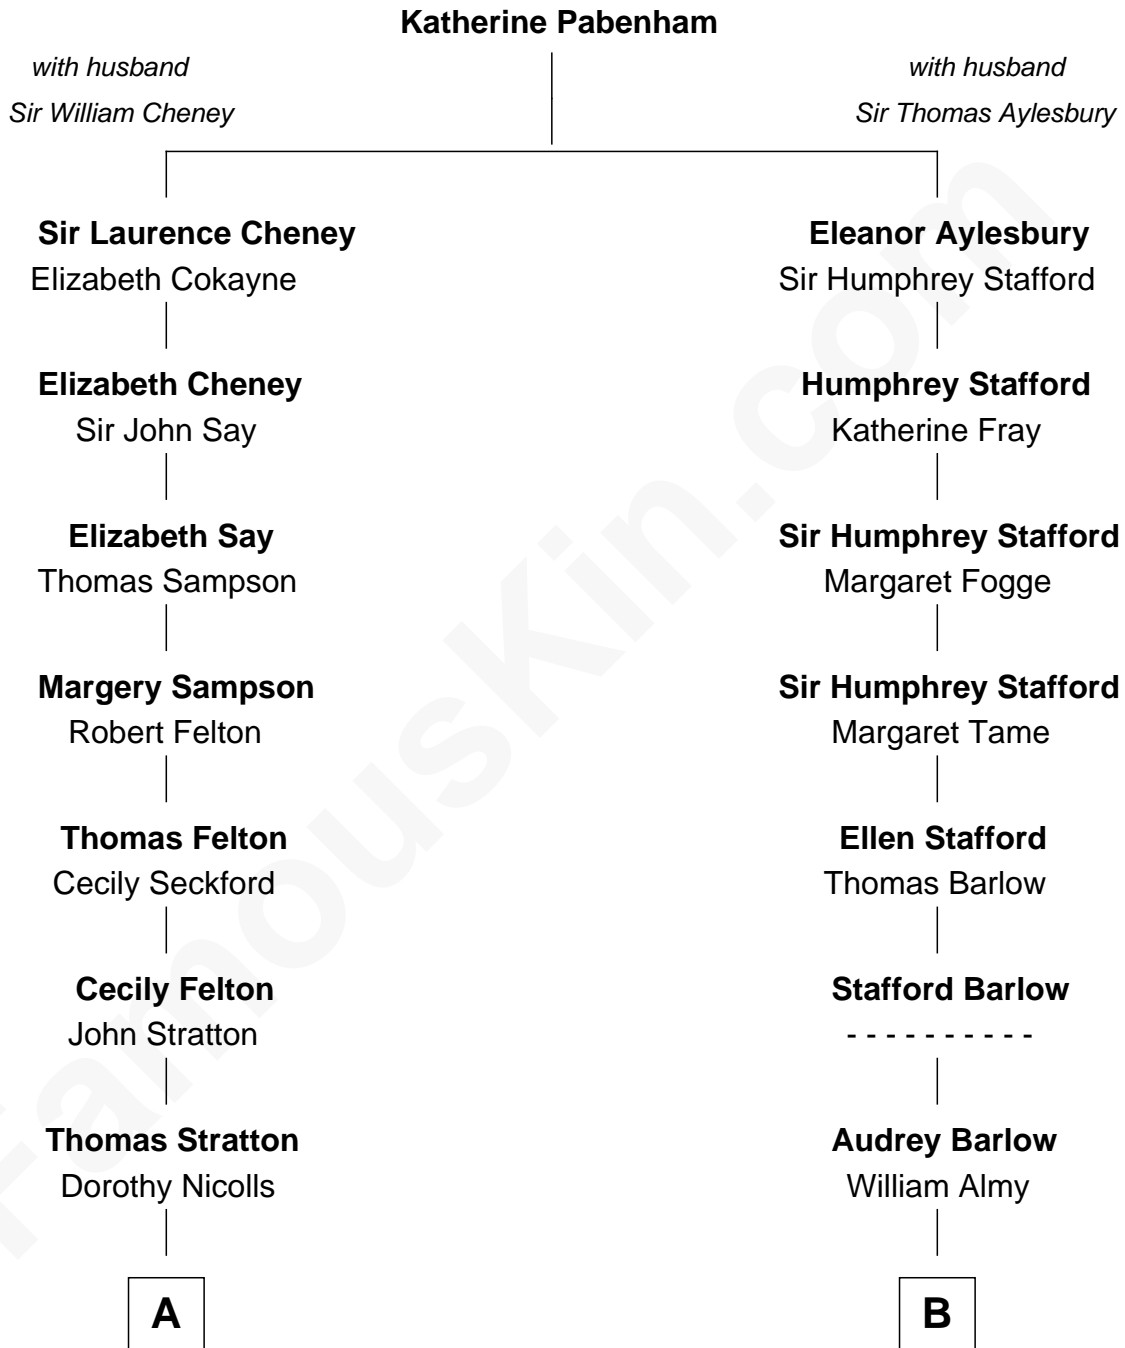 Katherine Pabenham
with husband
Sir William Cheney
with husband
Sir Thomas Aylesbury
Sir Laurence Cheney
Elizabeth Cokayne
Eleanor Aylesbury
Sir Humphrey Stafford
Elizabeth Cheney
Sir John Say
Humphrey Stafford
Katherine Fray
Elizabeth Say
Thomas Sampson
Sir Humphrey Stafford
Margaret Fogge
Margery Sampson
Robert Felton
Sir Humphrey Stafford
Margaret Tame
Thomas Felton
Cecily Seckford
Ellen Stafford
Thomas Barlow
Cecily Felton
John Stratton
Stafford Barlow
- - - - - - - - - -
Thomas Stratton
Dorothy Nicolls
Audrey Barlow
William Almy
A
B
FamousKin.com